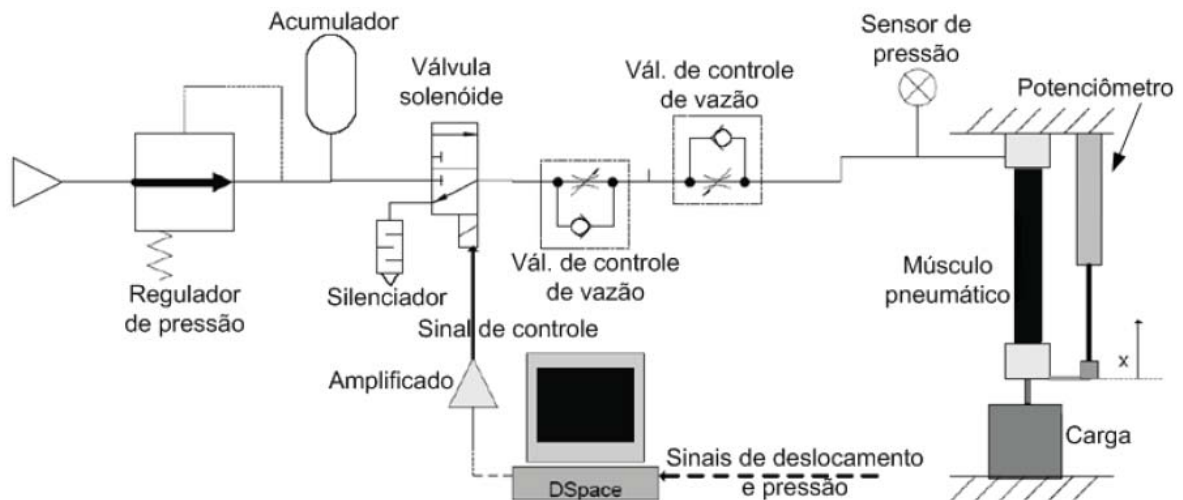 Acumulador
Válvula
solenóide
Vál. de controle
de vazão
Sensor de
pressão
Potenciômetro
Regulador
de pressão
Silenciador
Vál. de controle
de vazão
Músculo
pneumático
x
Sinal de controle
Amplificado
Carga
Sinais de deslocamento
e pressão
DSpace